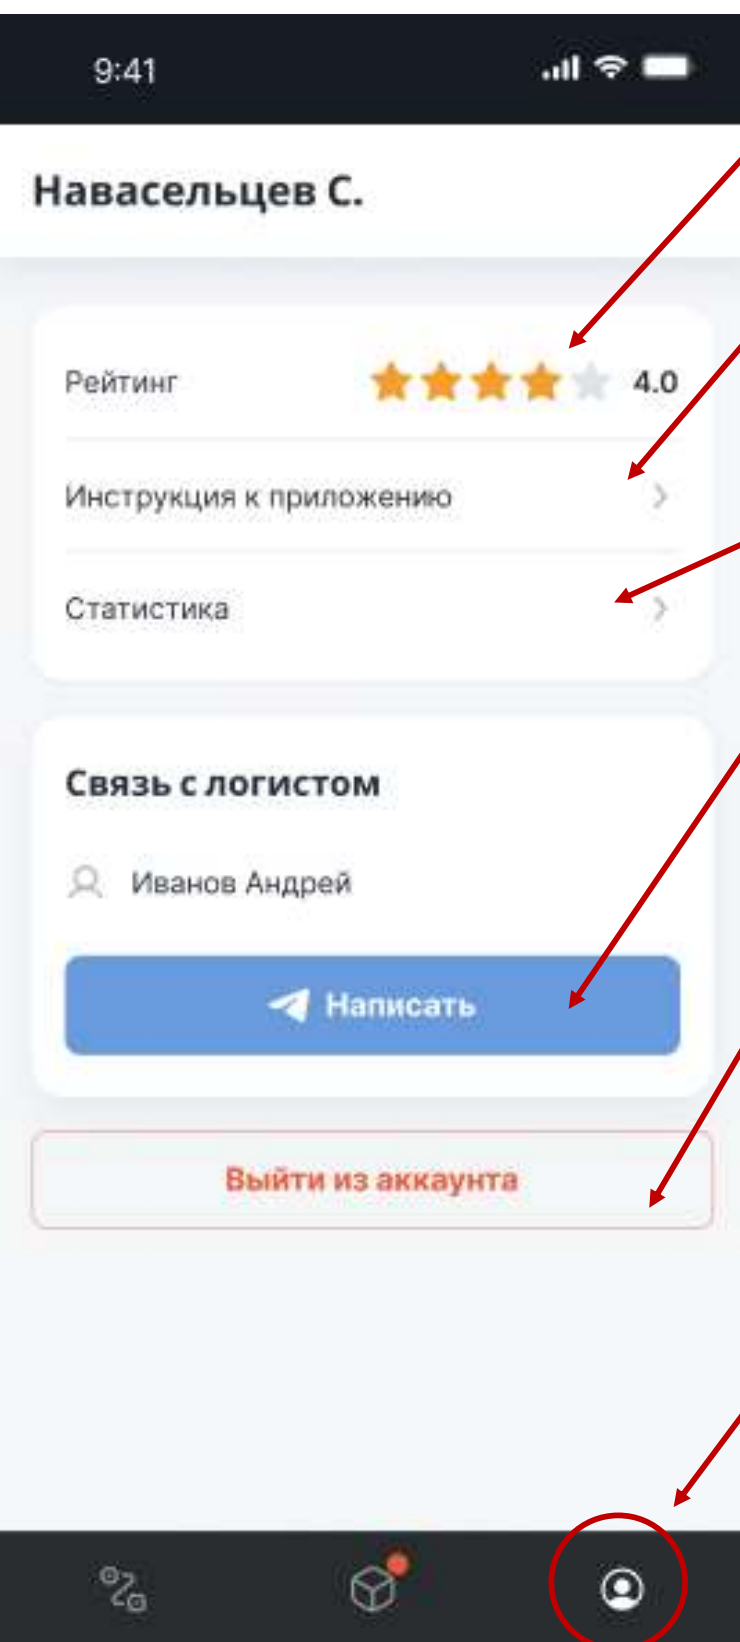 9:41
Навасельцев С.
Рейтинг 4.0
Инструкция к приложению
Статистика
Связь с логистом
Иванов Андрей
Написать
Выйти из аккаунта